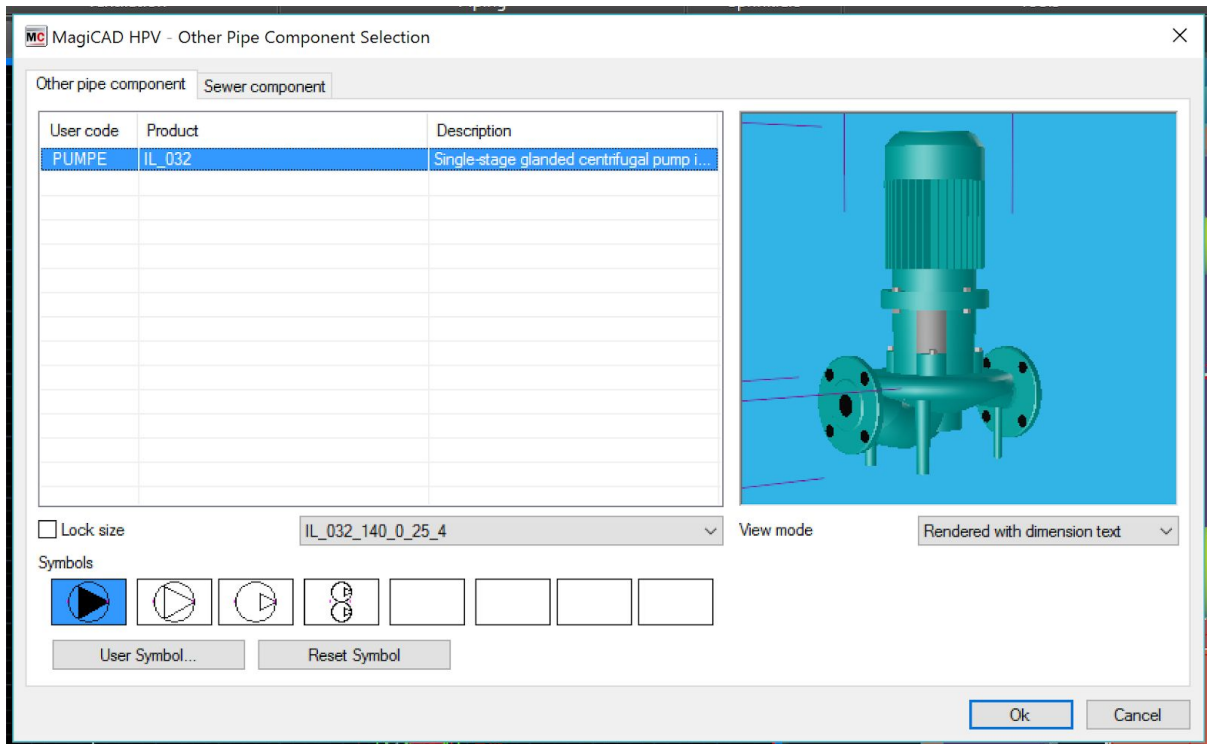 Piping
MC MagiCAD HPV - Other Pipe Component Selection
Other pipe component Sewer component
User code Product Description
PUMPE IL_032 Single-stage glanded centrifugal pump i...
Lock size IL_032_140_0_25_4 View mode Rendered with dimension text
Symbols
User Symbol... Reset Symbol
Ok Cancel